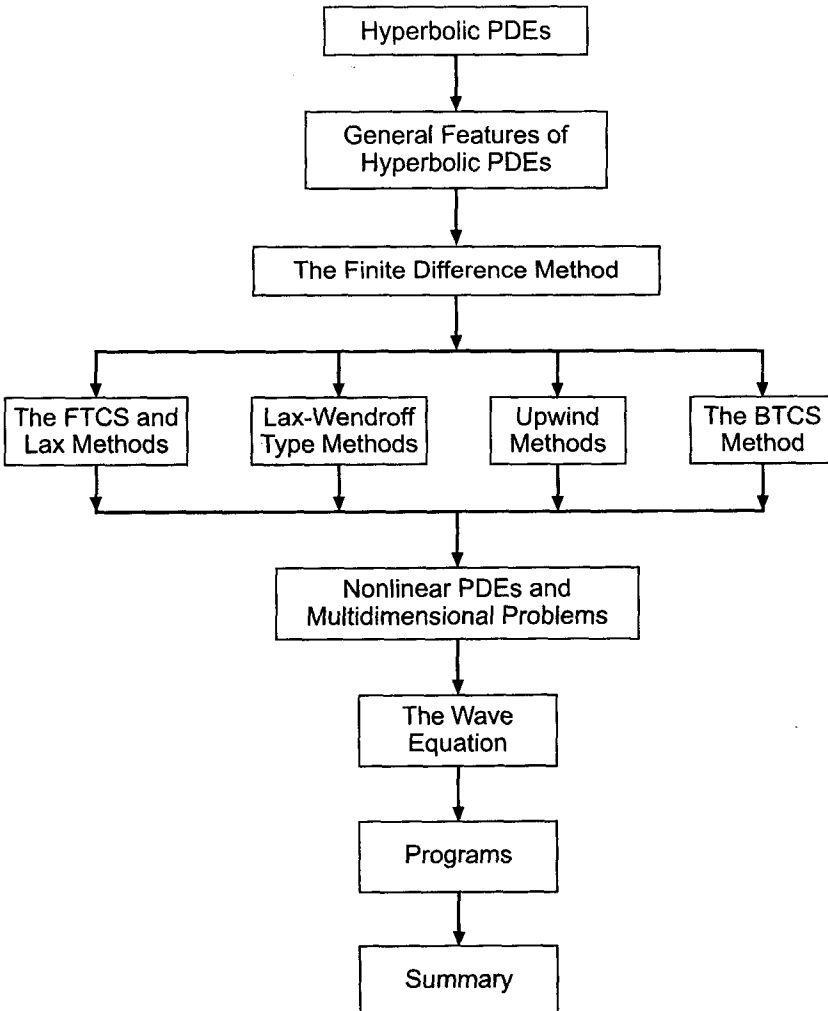 Hyperbolic PDEs
General Features of
Hyperbolic PDEs
The Finite Difference Method
The FTCS and
Lax Methods
Lax-Wendroff
Type Methods
Upwind
Methods
The BTCS
Method
Nonlinear PDEs and
Multidimensional Problems
The Wave
Equation
Programs
Summary